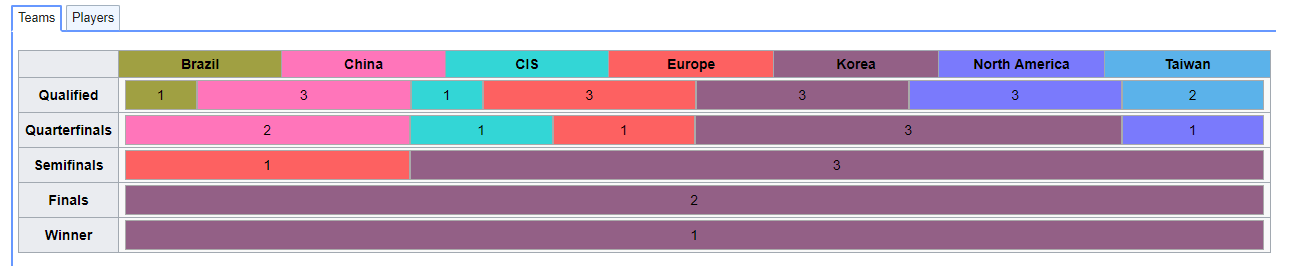 Teams Players
Brazil China CIS Europe Korea North America Taiwan
Qualified 1 3 1 3 3 3 2
Quarterfinals 2 1 1 3 1
Semifinals 1 3
Finals 2
Winner 1